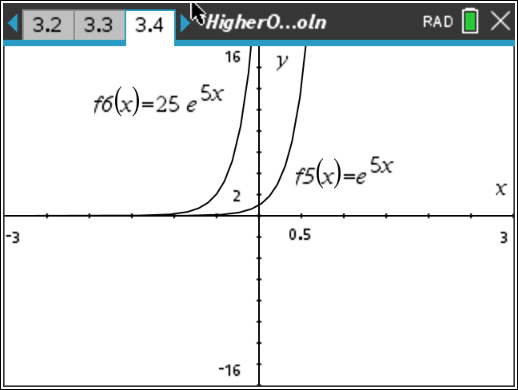 3.2 3.3 3.4 *HigherO...oln RAD
16 y
f6(x)=25 e^5x
f5(x)=e^5x
2 x
-3 0.5 3
-16